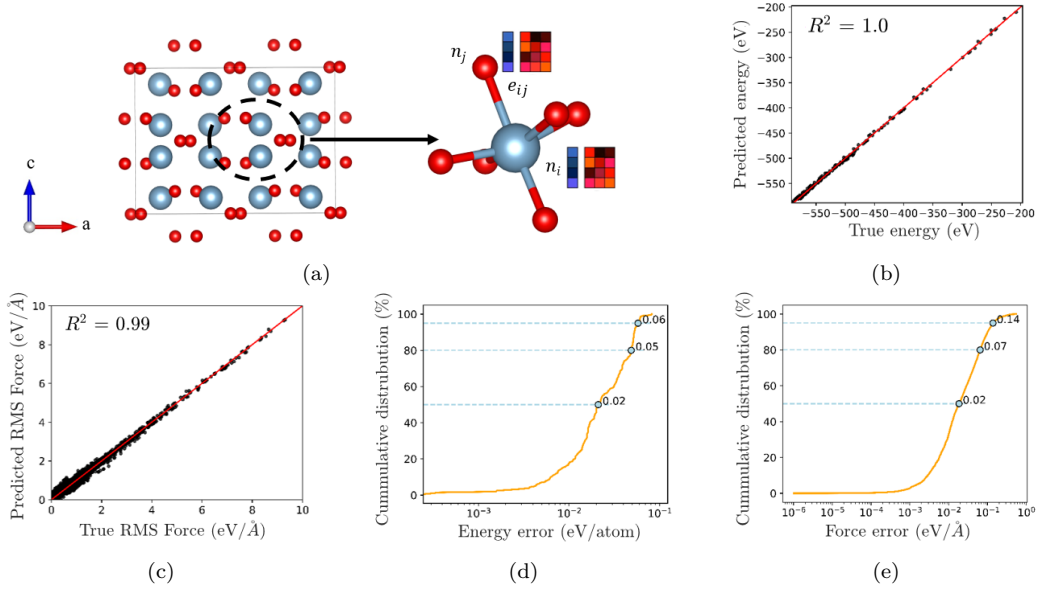 c
a
n_j
e_{ij}
n_i
(a)
R² = 1.0
Predicted energy (eV)
−200
−250
−300
−350
−400
−450
−500
−550
−550 −500 −450 −400 −350 −300 −250 −200
True energy (eV)
(b)
R² = 0.99
Predicted RMS Force (eV/Å)
10
8
6
4
2
0
0 2 4 6 8 10
True RMS Force (eV/Å)
(c)
Cummulative distrubution (%)
100
80
60
40
20
0
0.06
0.05
0.02
10⁻³ 10⁻² 10⁻¹
Energy error (eV/atom)
(d)
Cummulative distrubution (%)
100
80
60
40
20
0
0.14
0.07
0.02
10⁻⁶ 10⁻⁵ 10⁻⁴ 10⁻³ 10⁻² 10⁻¹ 10⁰
Force error (eV/Å)
(e)